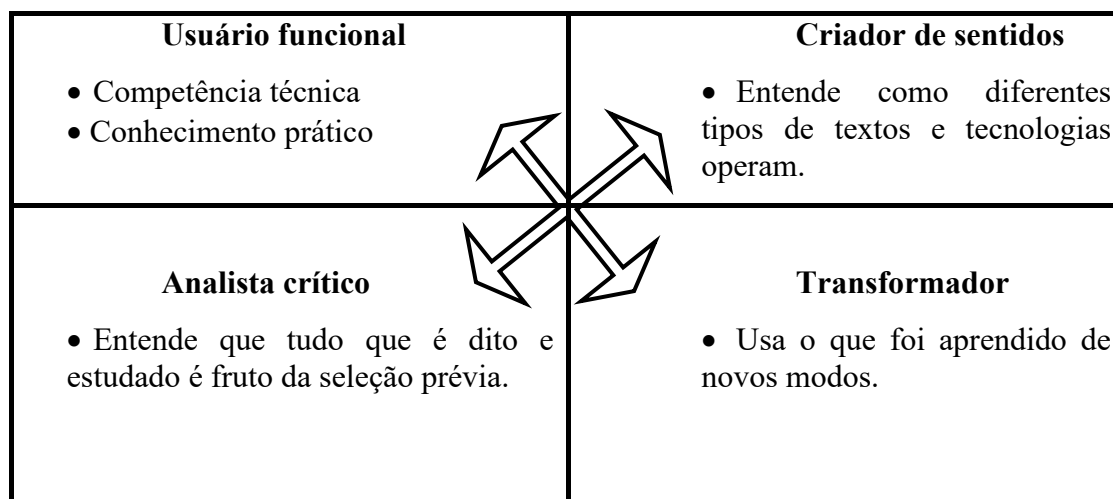 Usuário funcional
• Competência técnica
• Conhecimento prático
Criador de sentidos
• Entende como diferentes
tipos de textos e tecnologias
operam.
Analista crítico
• Entende que tudo que é dito e
estudado é fruto da seleção prévia.
Transformador
• Usa o que foi aprendido de
novos modos.